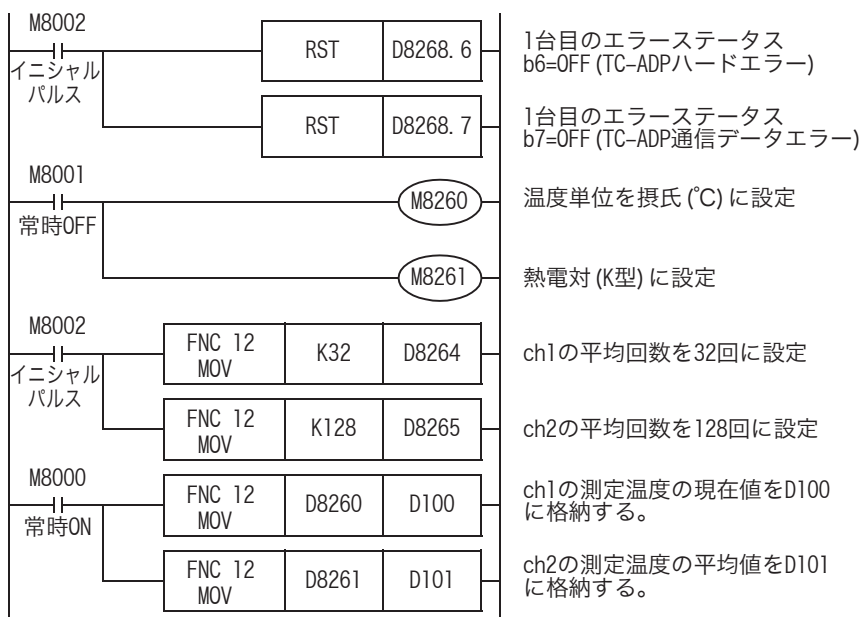 M8002
RST D8268. 6
1台目のエラーステータス
b6=OFF (TC-ADPハードエラー)
イニシャル
パルス
RST D8268. 7
1台目のエラーステータス
b7=OFF (TC-ADP通信データエラー)
M8001
M8260
温度単位を摂氏 (℃) に設定
常時OFF
M8261
熱電対 (K型) に設定
M8002
FNC 12
MOV
K32 D8264
ch1の平均回数を32回に設定
イニシャル
パルス
FNC 12
MOV
K128 D8265
ch2の平均回数を128回に設定
M8000
FNC 12
MOV
D8260 D100
ch1の測定温度の現在値をD100
に格納する。
常時ON
FNC 12
MOV
D8261 D101
ch2の測定温度の平均値をD101
に格納する。